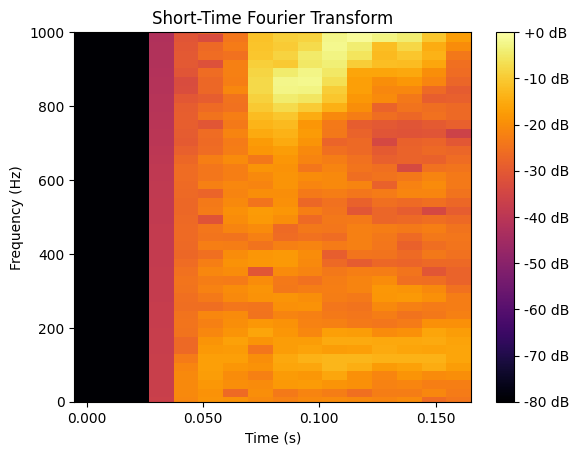 Short-Time Fourier Transform
Frequency (Hz)
1000
800
600
400
200
0
0.000
0.050
0.100
0.150
Time (s)
+0 dB
-10 dB
-20 dB
-30 dB
-40 dB
-50 dB
-60 dB
-70 dB
-80 dB